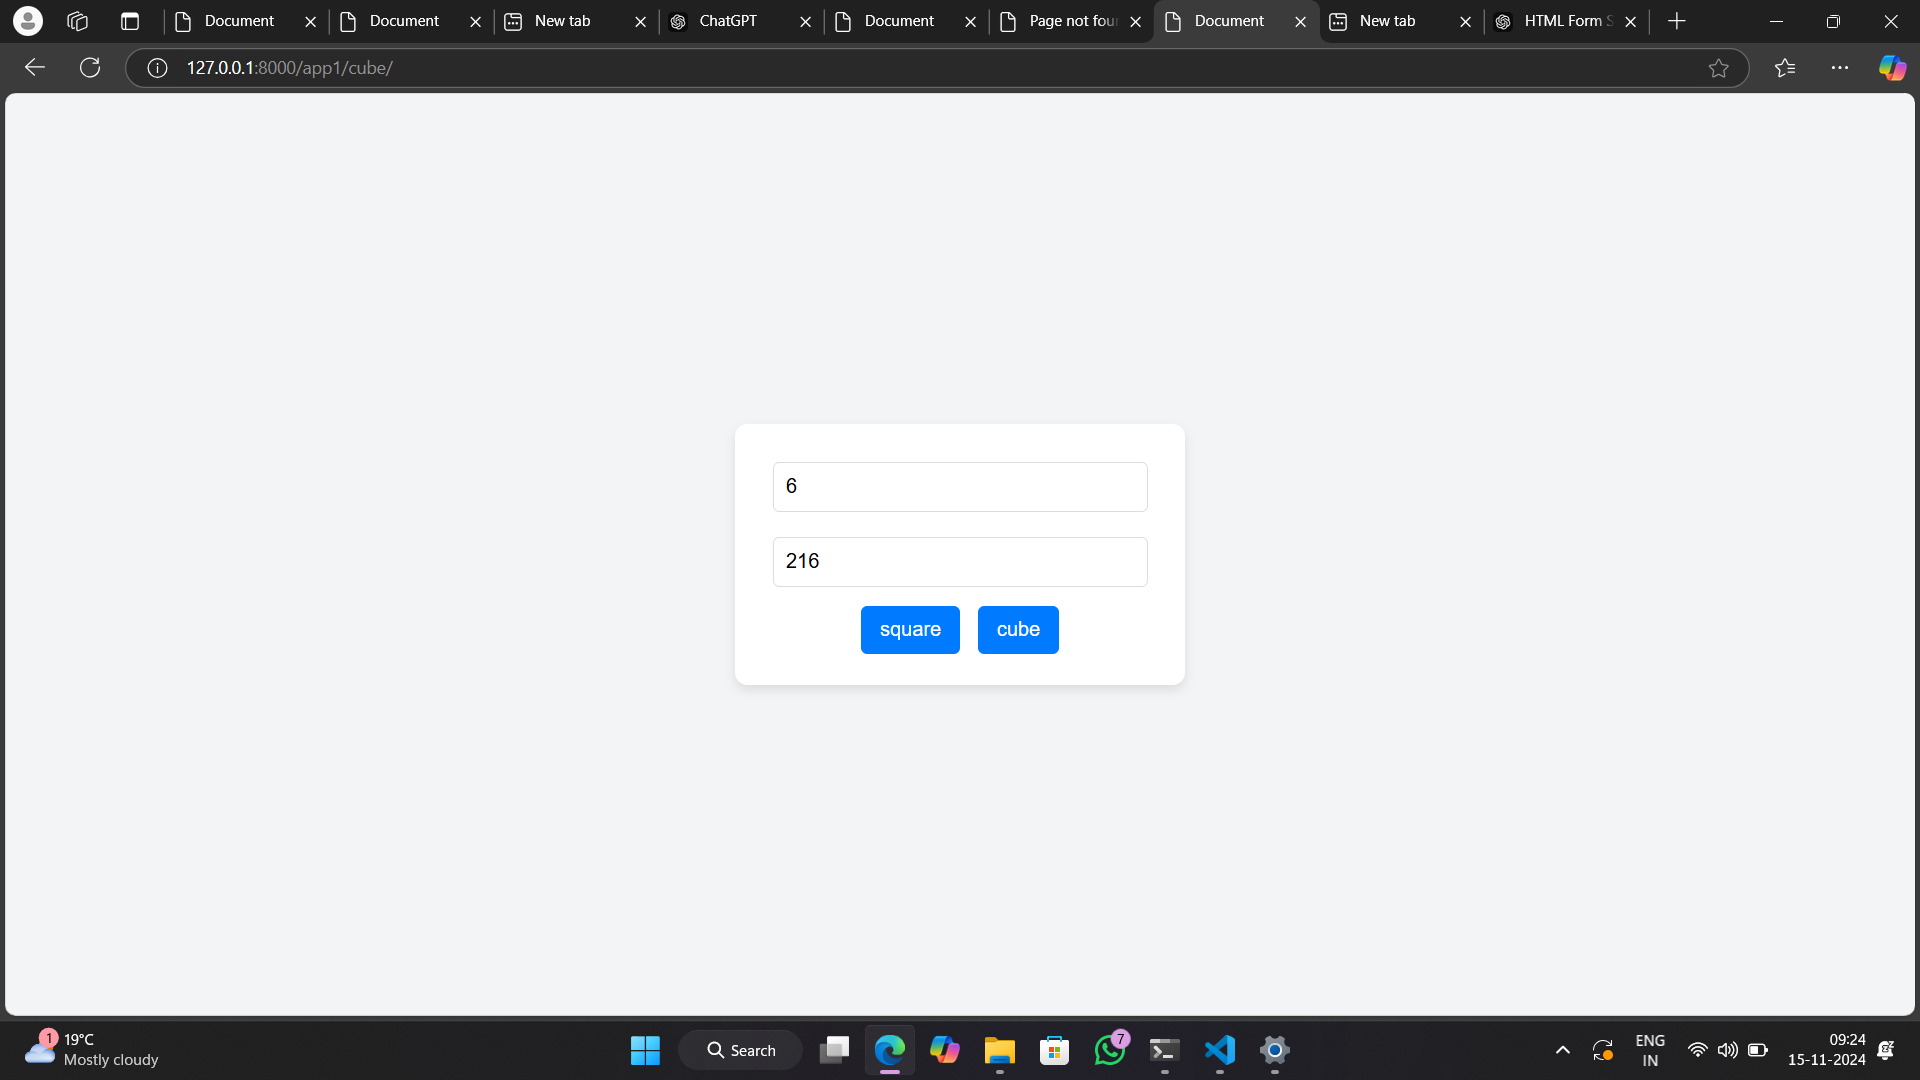 Document
Document
New tab
ChatGPT
Document
Page not four
Document
New tab
HTML Form S
127.0.0.1:8000/app1/cube/
6
216
square
cube
1
19°C
Mostly cloudy
Search
7
ENG
IN
09:24
15-11-2024